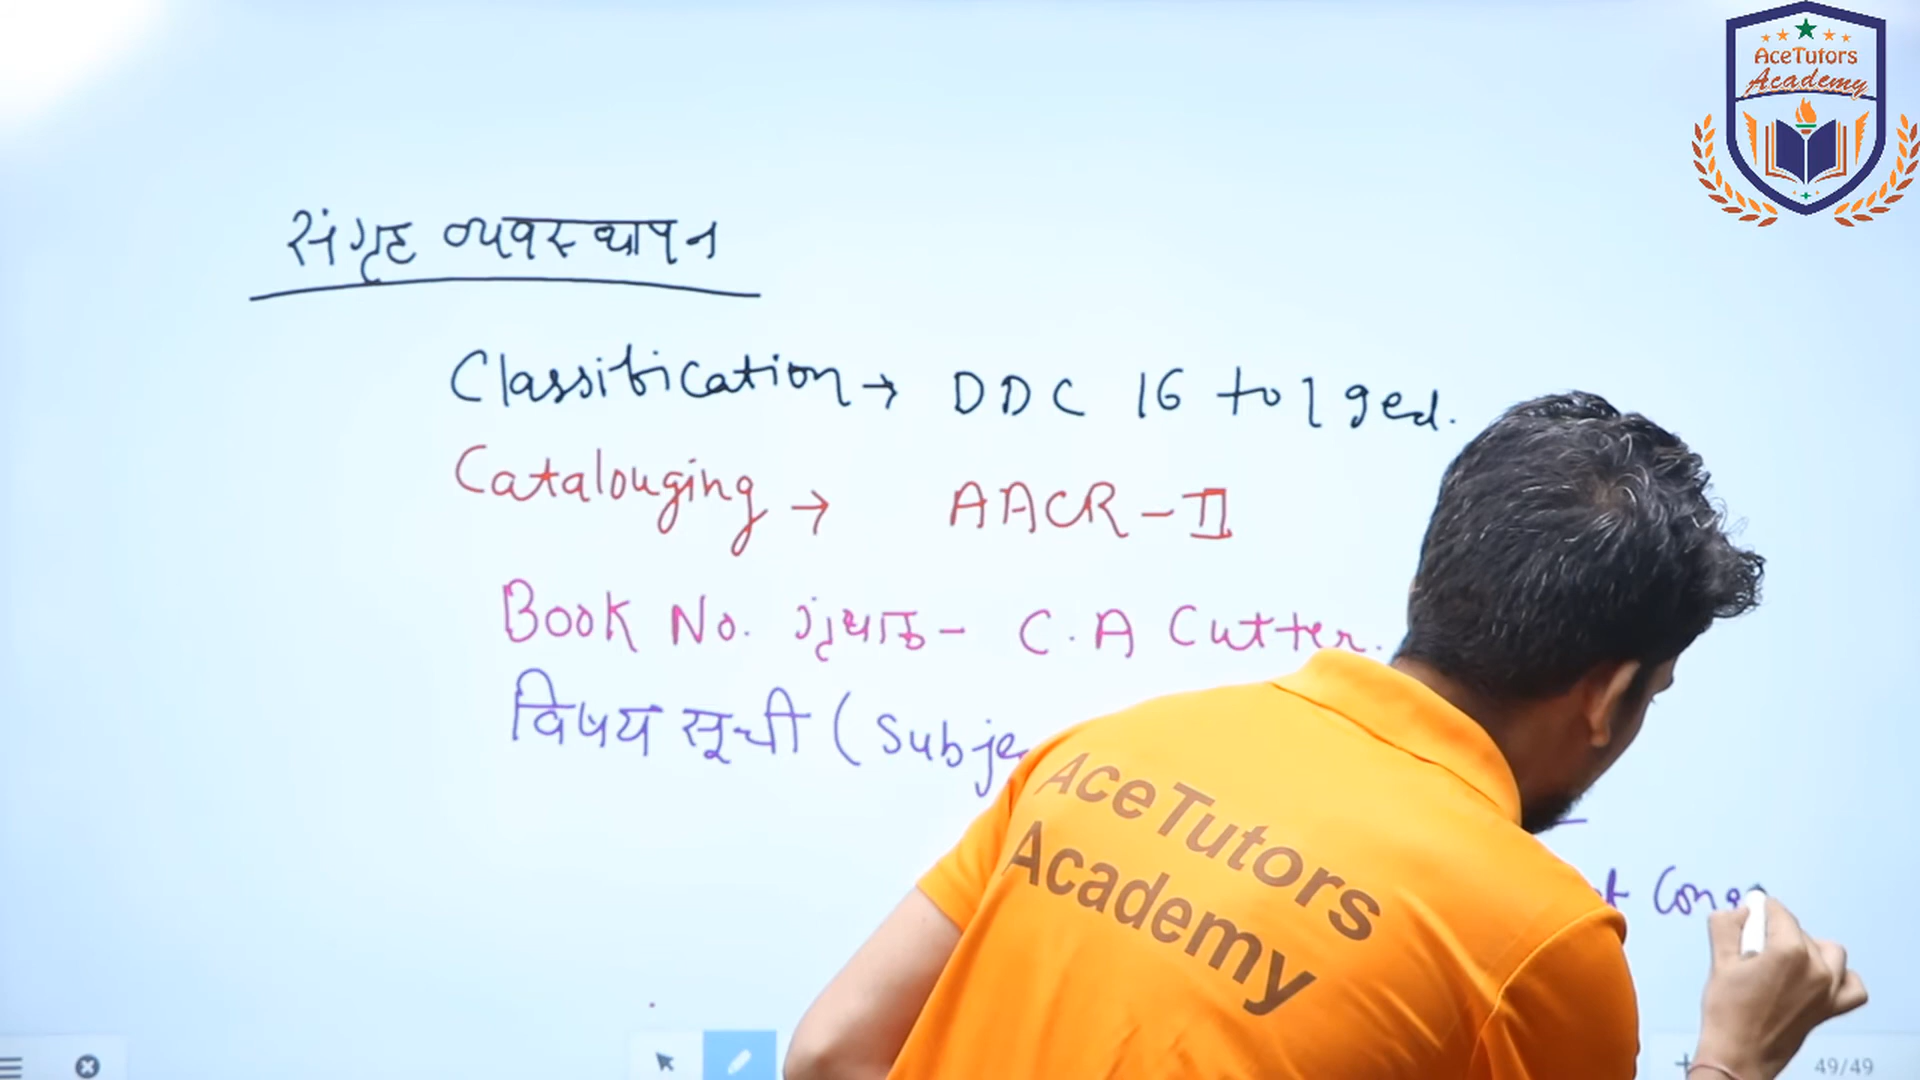 AceTutors
Academy
संग्रह व्यवस्थापन
Classification → DDC 16 to 19 ed.
Catalouging → AACR-II
Book No. ग्रंथांक - C.A Cutter.
विषय सूची (Subje
Cong
AceTutors
Academy
49/49